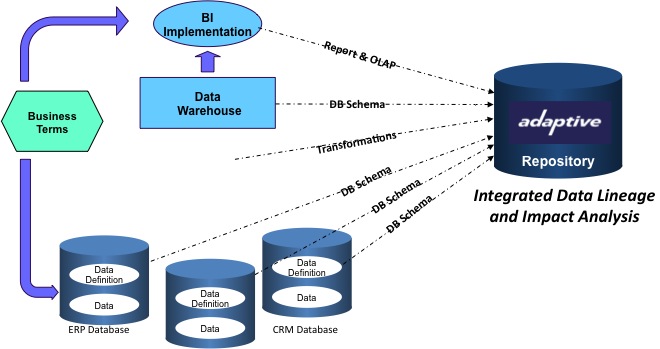 BI
Implementation
Report & OLAP
Data
Warehouse
DB Schema
Business
Terms
adaptive
Transformations
Repository
DB Schema
DB Schema
DB Schema
Integrated Data Lineage
and Impact Analysis
Data
Definition
Data
ERP Database
Data
Definition
Data
Data
Definition
Data
CRM Database